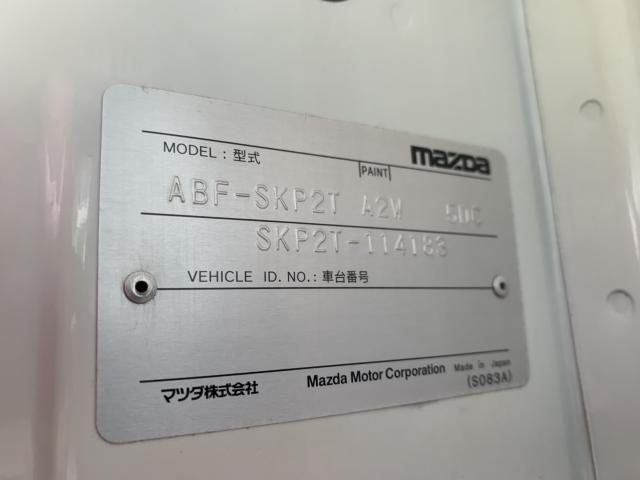 MODEL : 型式 PAINT mazda
ABF-SKP2T A2W 5DC
SKP2T-114183
VEHICLE ID. NO. : 車台番号
マツダ株式会社 Mazda Motor Corporation Made in Japan
(S083A)